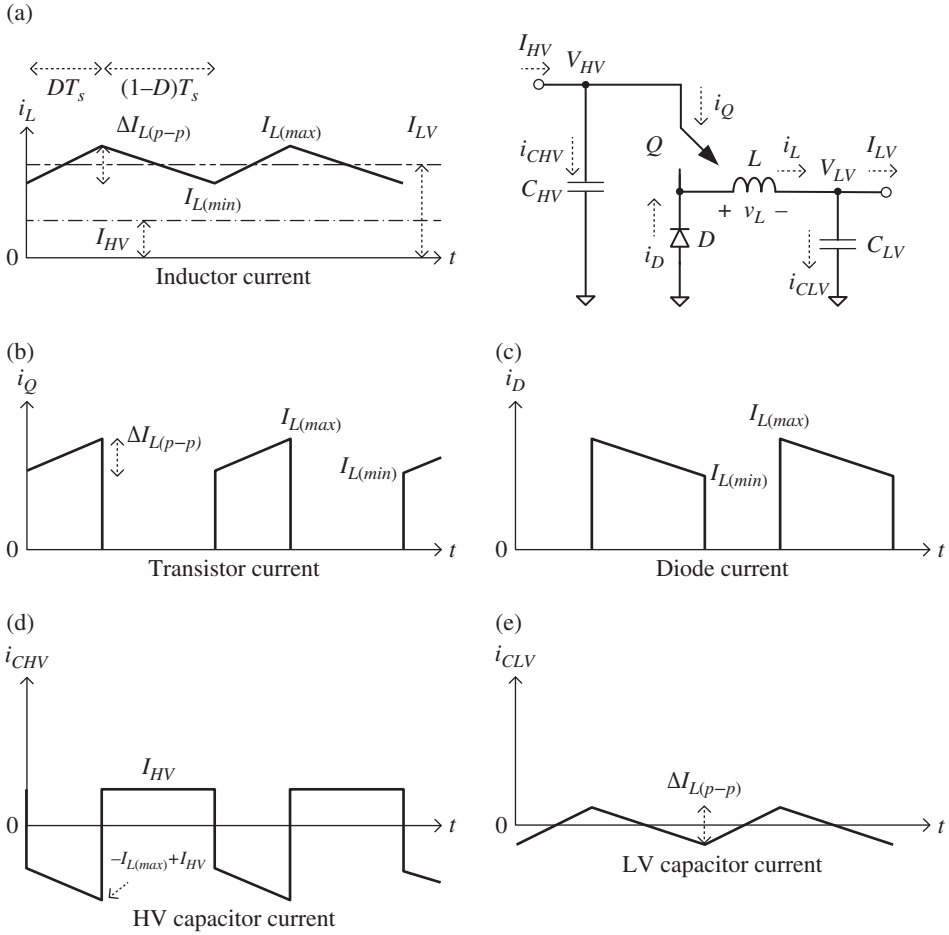 (a)
DTₛ (1–D)Tₛ
i_L
ΔI_L(p–p)
I_L(max)
I_LV
I_L(min)
I_HV
0
t
Inductor current
I_HV
V_HV
i_Q
i_CHV
Q
L
i_L
V_LV
I_LV
C_HV
+ v_L –
i_D
D
C_LV
i_CLV
(b)
i_Q
ΔI_L(p–p)
I_L(max)
I_L(min)
0
t
Transistor current
(c)
i_D
I_L(max)
I_L(min)
0
t
Diode current
(d)
i_CHV
I_HV
0
t
–I_L(max)+I_HV
HV capacitor current
(e)
i_CLV
ΔI_L(p–p)
0
t
LV capacitor current